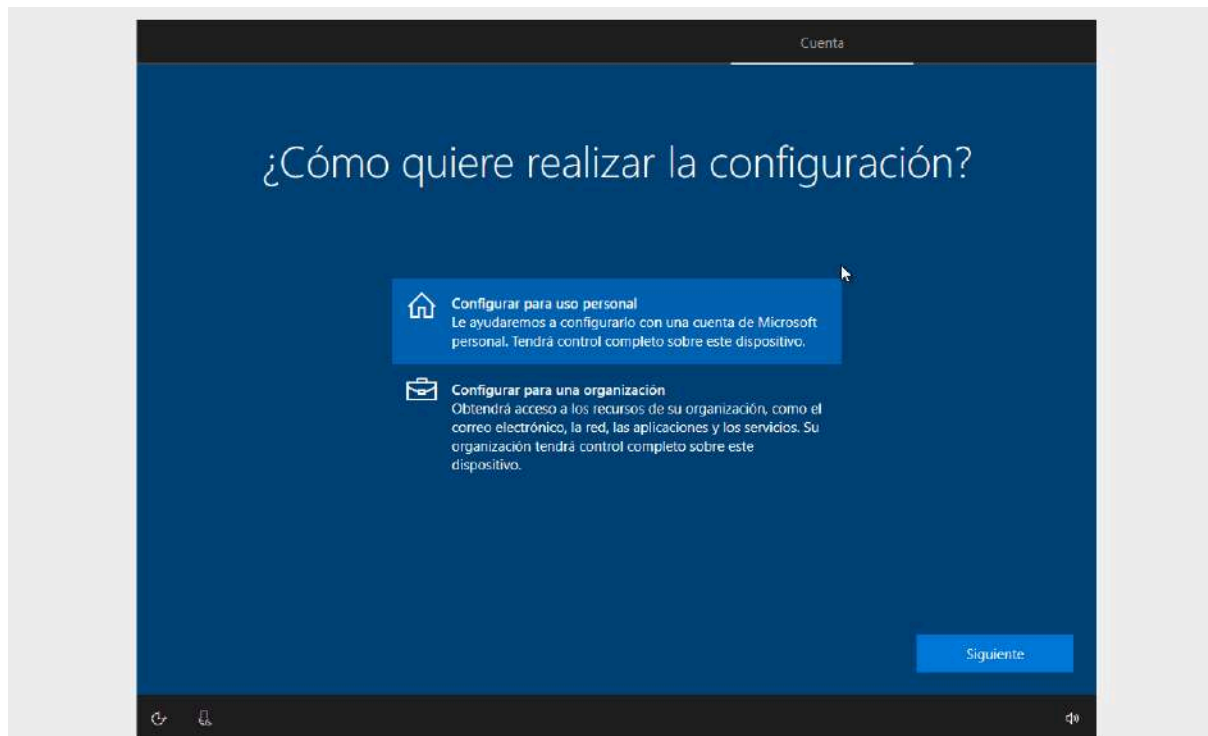 Cuenta
¿Cómo quiere realizar la configuración?
Configurar para uso personal
Le ayudaremos a configurarlo con una cuenta de Microsoft
personal. Tendrá control completo sobre este dispositivo.
Configurar para una organización
Obtendrá acceso a los recursos de su organización, como el
correo electrónico, la red, las aplicaciones y los servicios. Su
organización tendrá control completo sobre este
dispositivo.
Siguiente